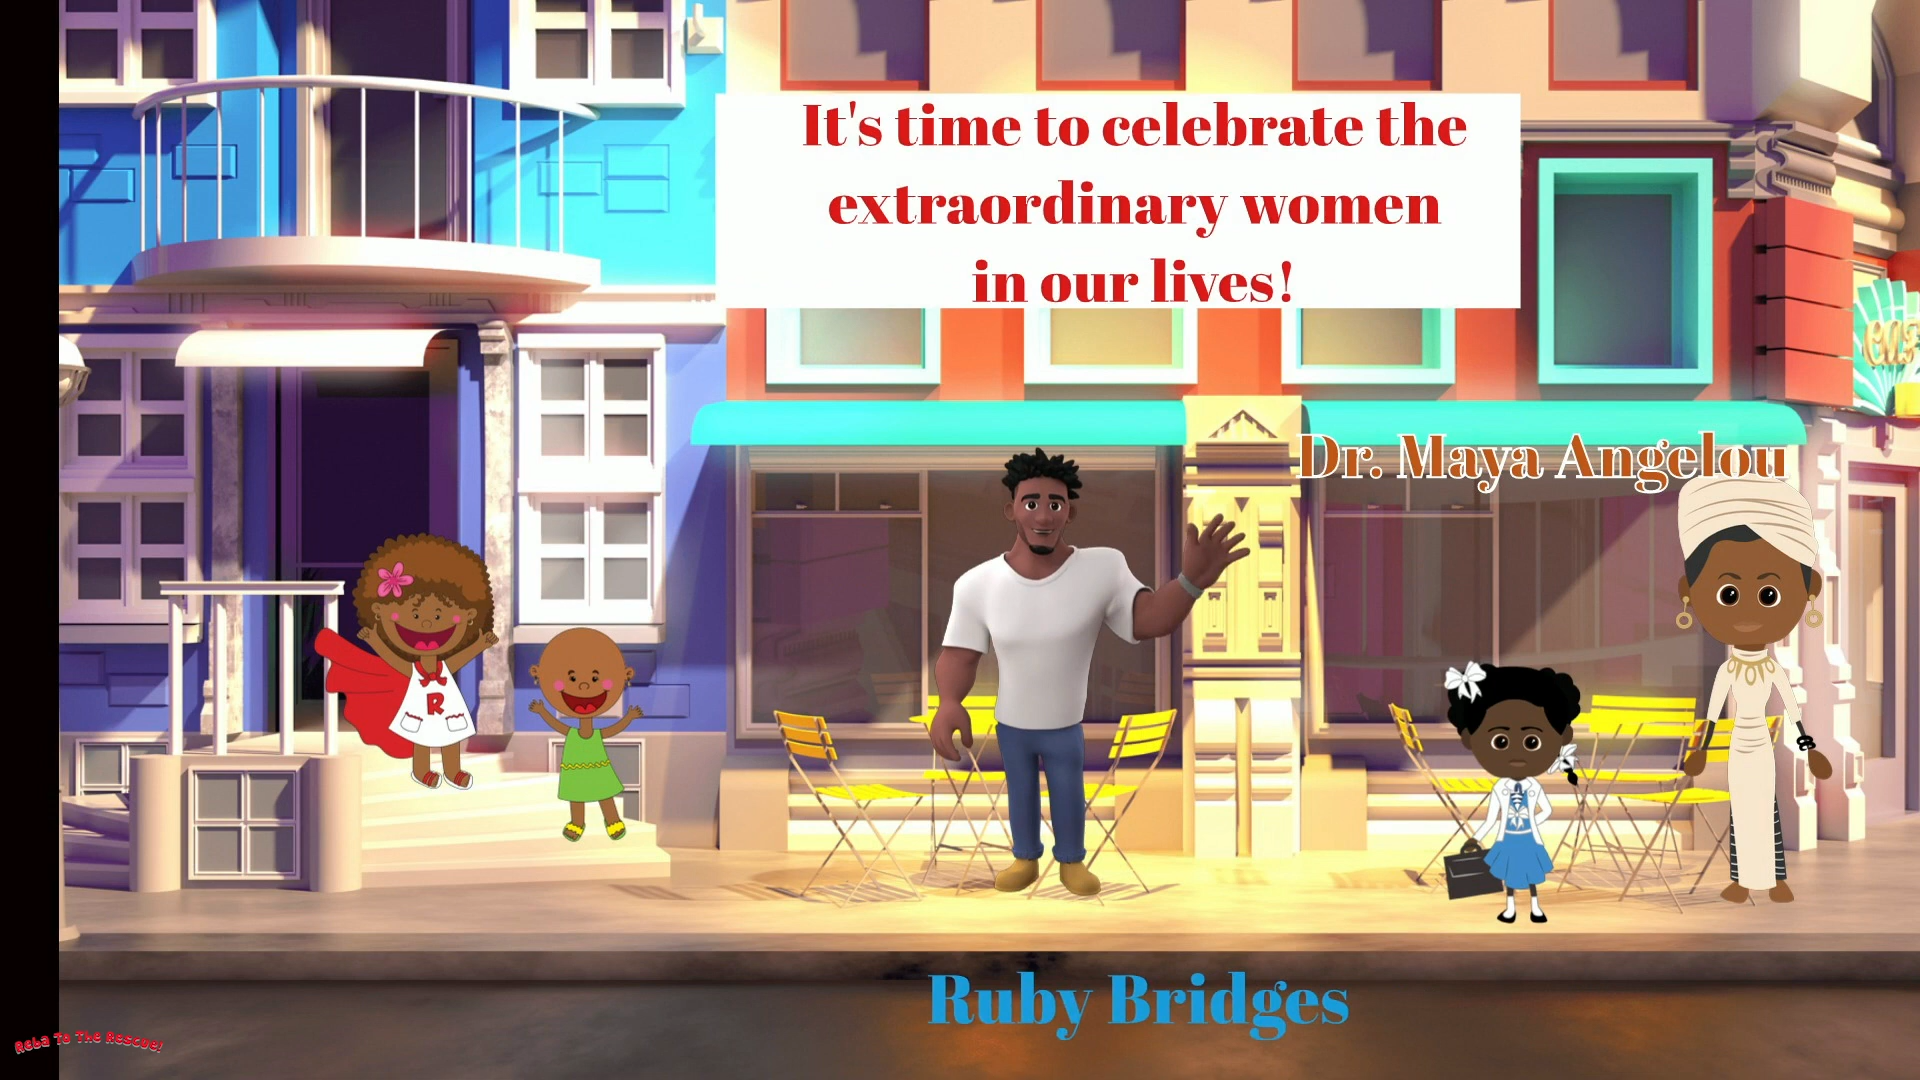 It's time to celebrate the
extraordinary women
in our lives!
Dr. Maya Angelou
R
Ruby Bridges
Reba To The Rescue!